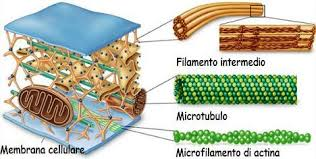 Filamento intermedio
Microtubulo
Membrana cellulare
Microfilamento di actina